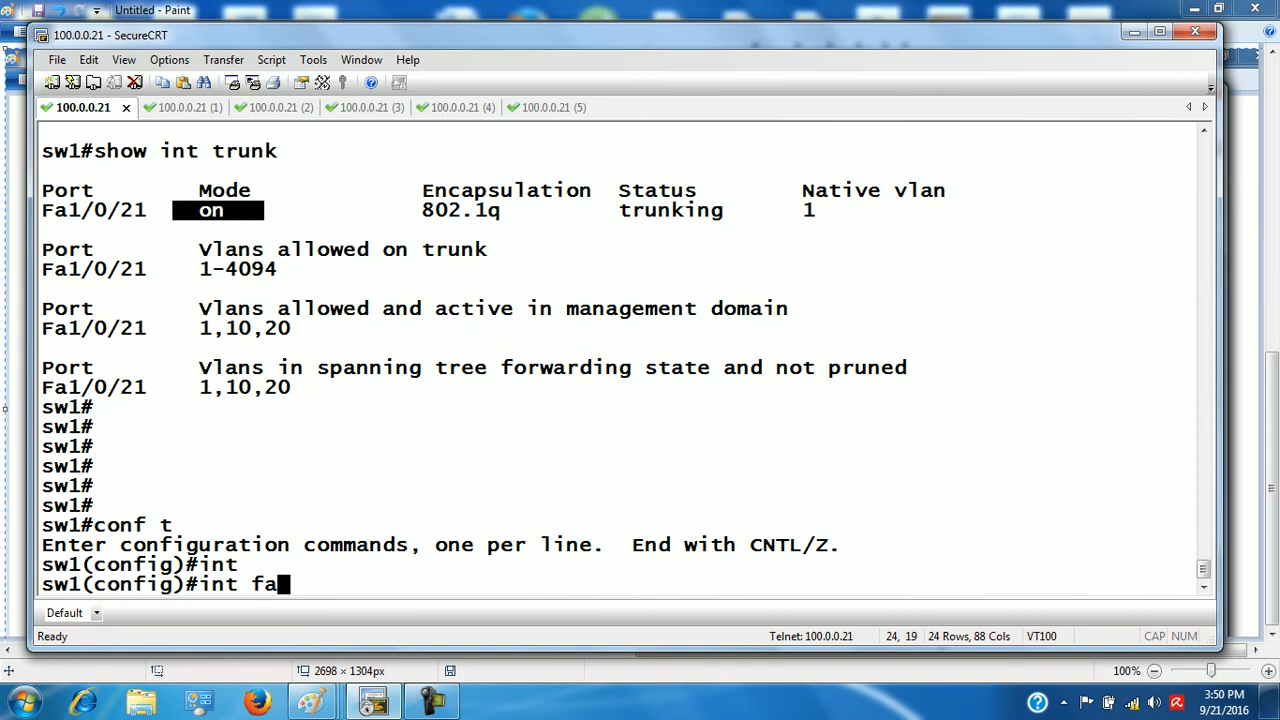 Untitled - Paint
100.0.0.21 - SecureCRT
File Edit View Options Transfer Script Tools Window Help
100.0.0.21 100.0.0.21 (1) 100.0.0.21 (2) 100.0.0.21 (3) 100.0.0.21 (4) 100.0.0.21 (5)
sw1#show int trunk
Port Mode Encapsulation Status Native vlan
Fa1/0/21 on 802.1q trunking 1
Port Vlans allowed on trunk
Fa1/0/21 1-4094
Port Vlans allowed and active in management domain
Fa1/0/21 1,10,20
Port Vlans in spanning tree forwarding state and not pruned
Fa1/0/21 1,10,20
sw1#
sw1#
sw1#
sw1#
sw1#
sw1#
sw1#conf t
Enter configuration commands, one per line. End with CNTL/Z.
sw1(config)#int
sw1(config)#int fa
Default
Ready Telnet: 100.0.0.21 24, 19 24 Rows, 88 Cols VT100 CAP NUM
2698 × 1304px 100%
3:50 PM
9/21/2016